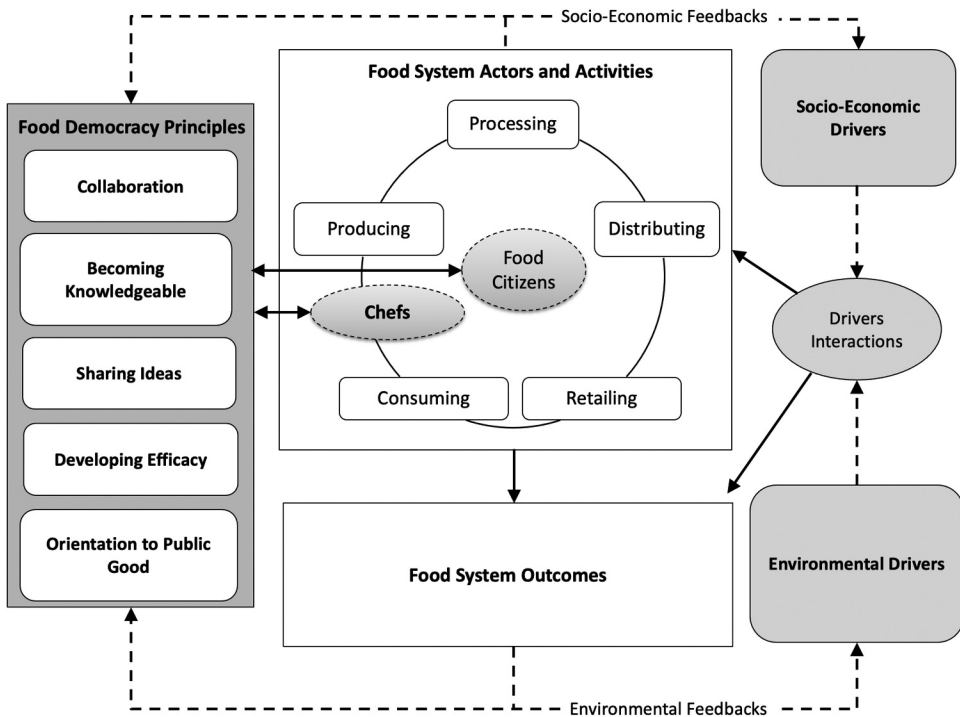 Socio-Economic Feedbacks
Food System Actors and Activities
Socio-Economic
Drivers
Food Democracy Principles
Processing
Collaboration
Producing
Distributing
Becoming
Knowledgeable
Food
Citizens
Chefs
Drivers
Interactions
Sharing Ideas
Consuming
Retailing
Developing Efficacy
Orientation to Public
Good
Food System Outcomes
Environmental Drivers
Environmental Feedbacks